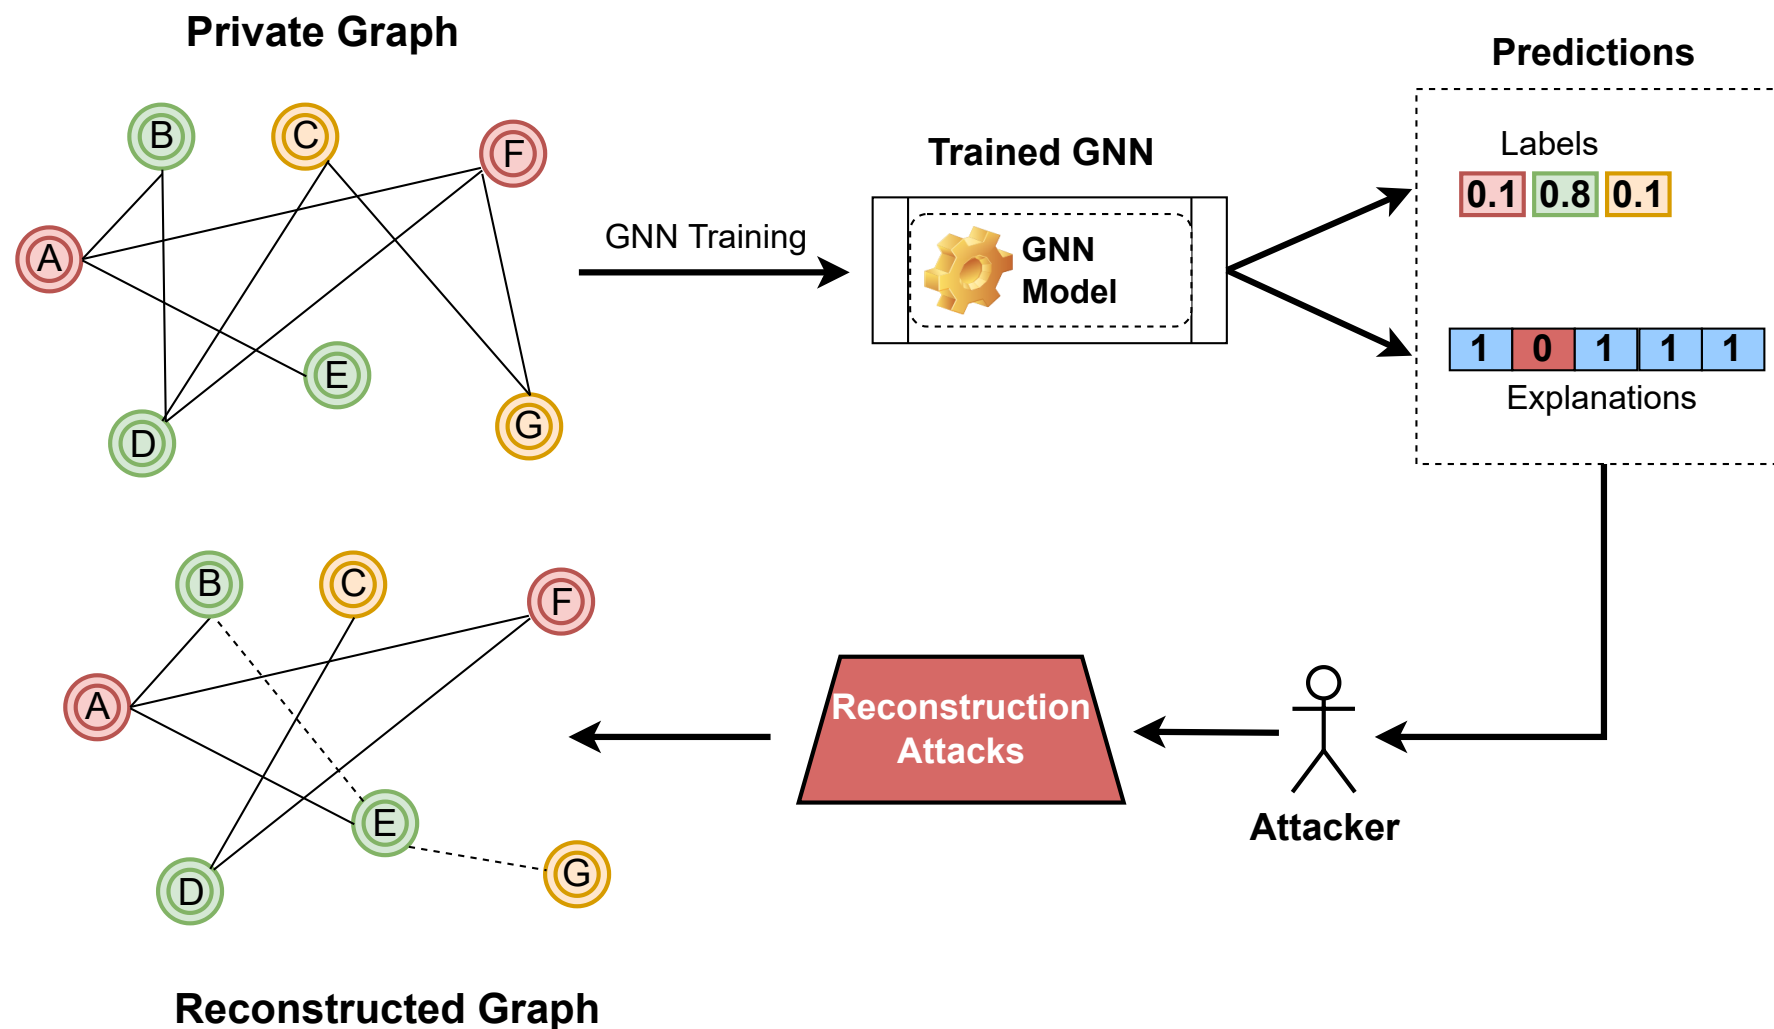 Private Graph
B
C
F
A
E
D
G
GNN Training
Trained GNN
GNN
Model
Predictions
Labels
0.1 0.8 0.1
1 0 1 1 1
Explanations
Attacker
Reconstruction
Attacks
B
C
F
A
E
D
G
Reconstructed Graph